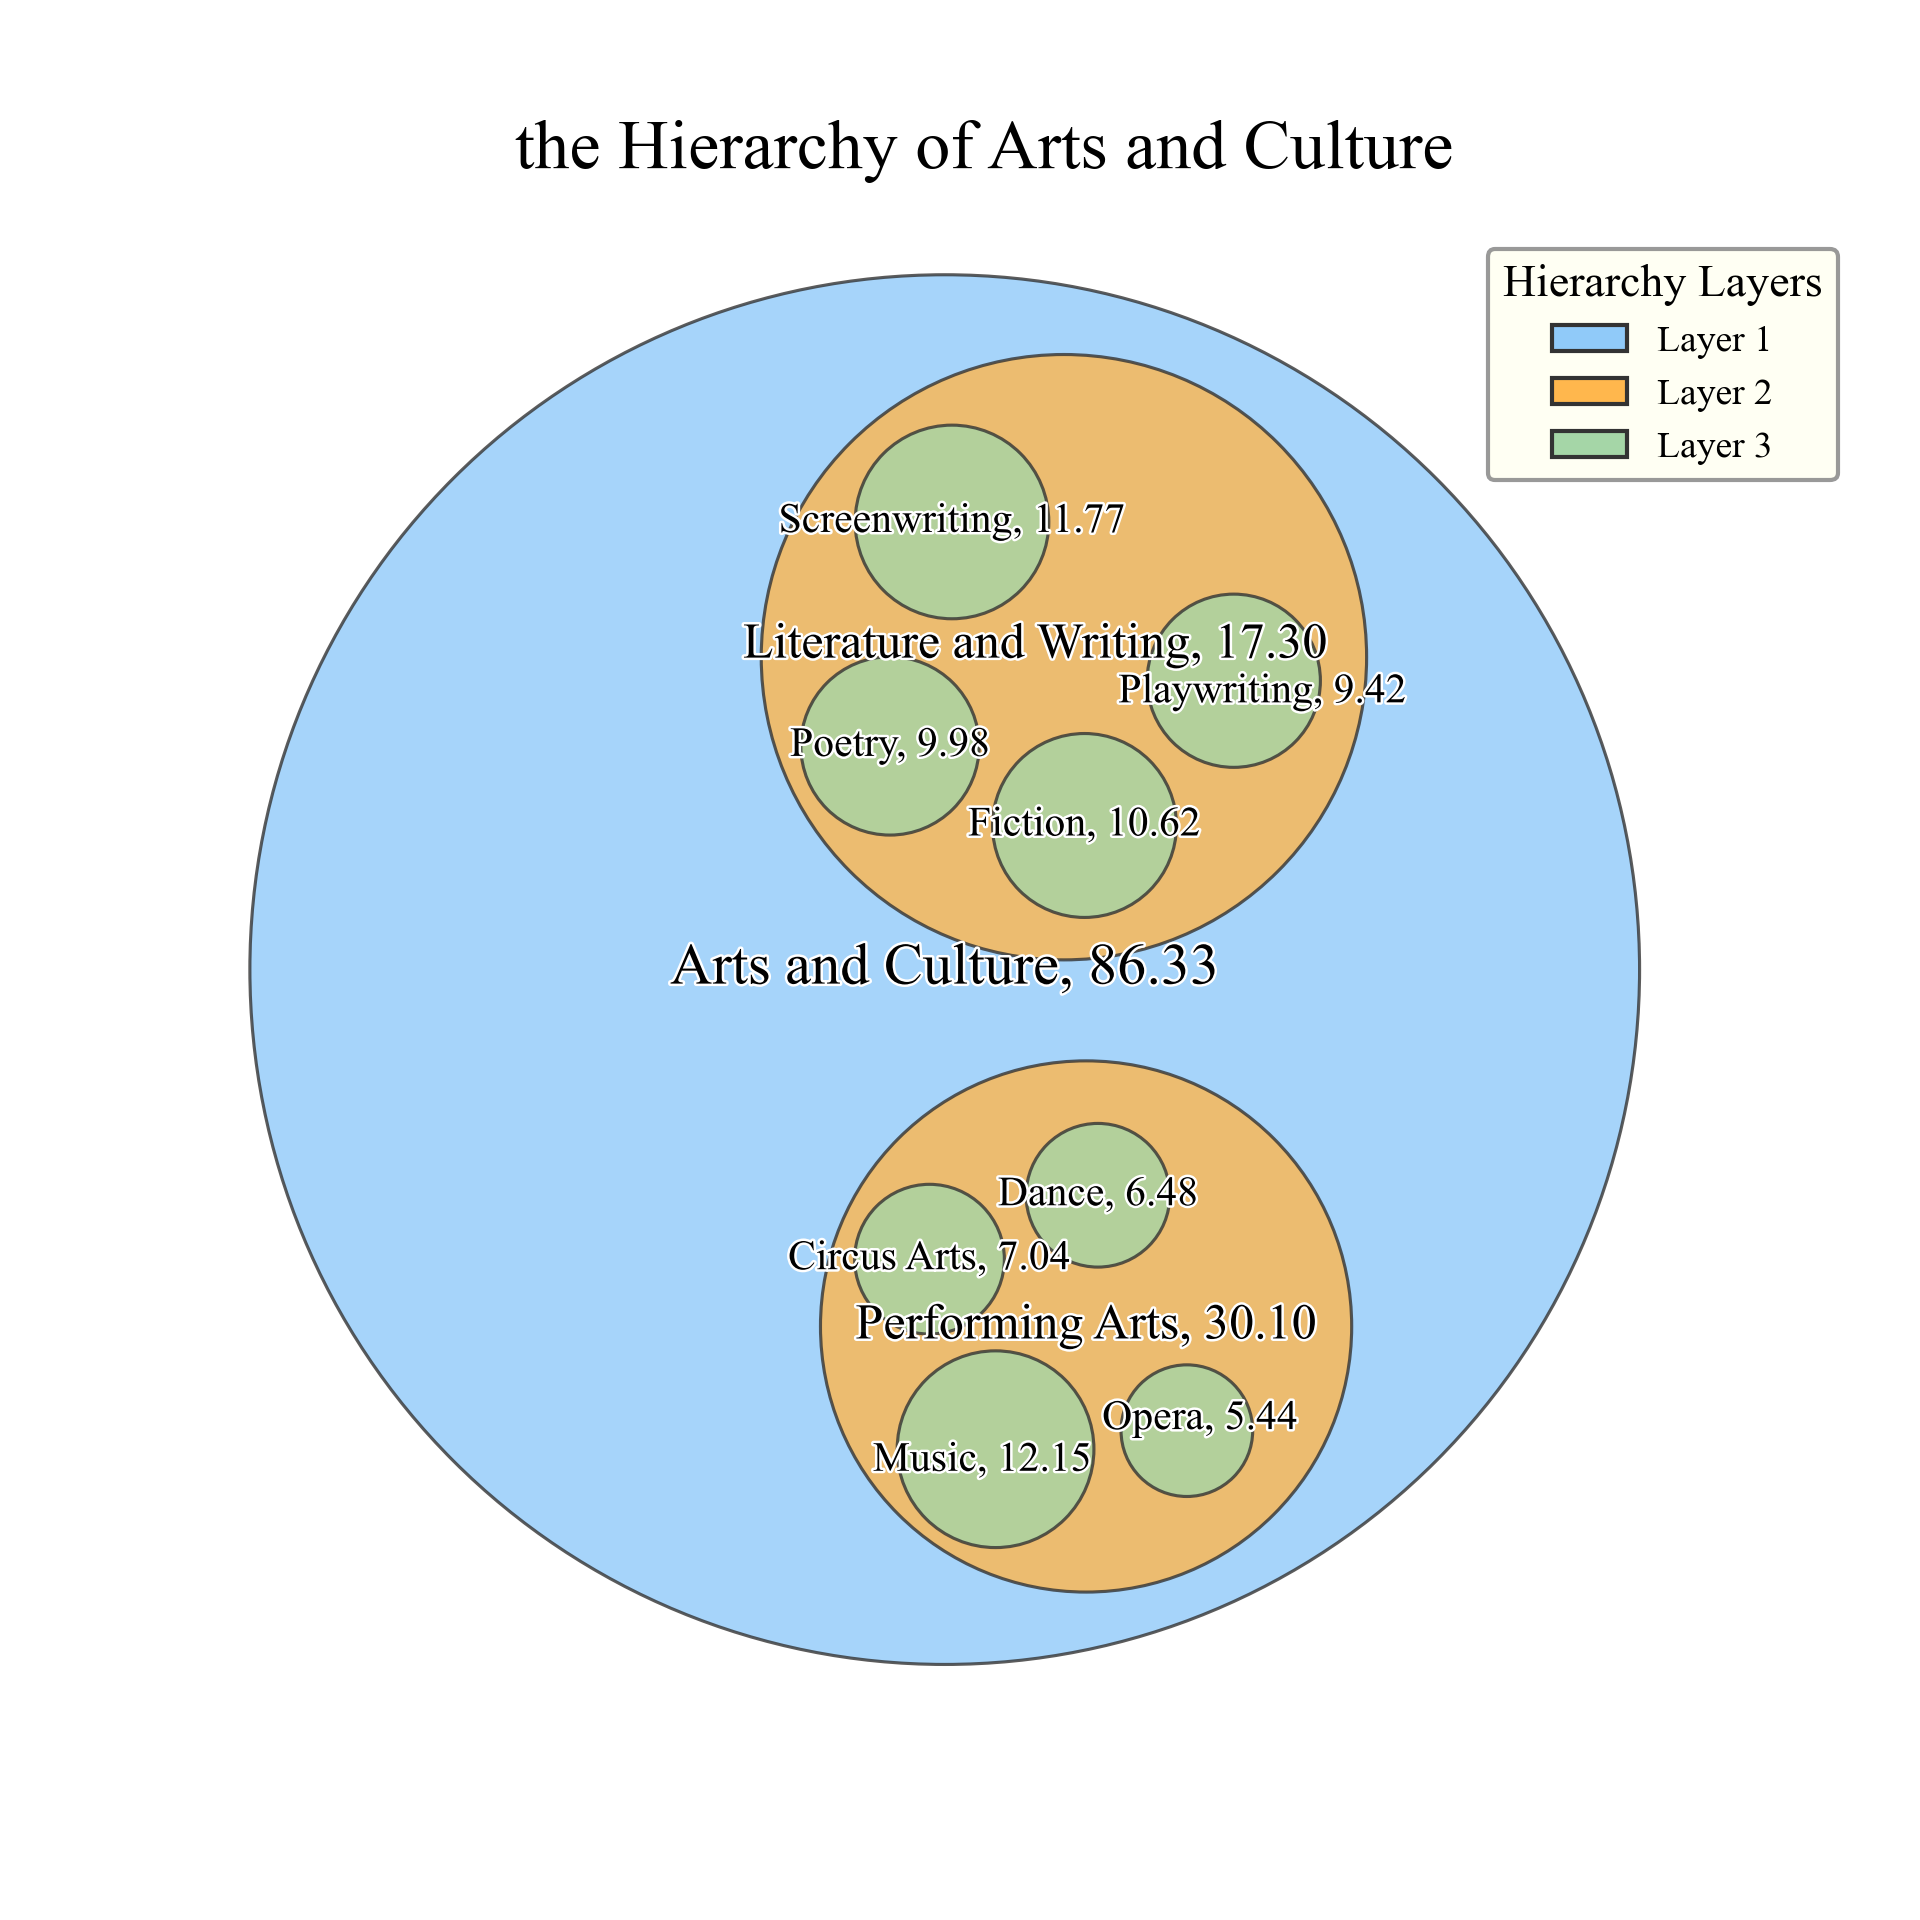 the Hierarchy of Arts and Culture
Hierarchy Layers
Layer 1
Layer 2
Layer 3
Screenwriting, 11.77
Literature and Writing, 17.30
Playwriting, 9.42
Poetry, 9.98
Fiction, 10.62
Arts and Culture, 86.33
Dance, 6.48
Circus Arts, 7.04
Performing Arts, 30.10
Opera, 5.44
Music, 12.15